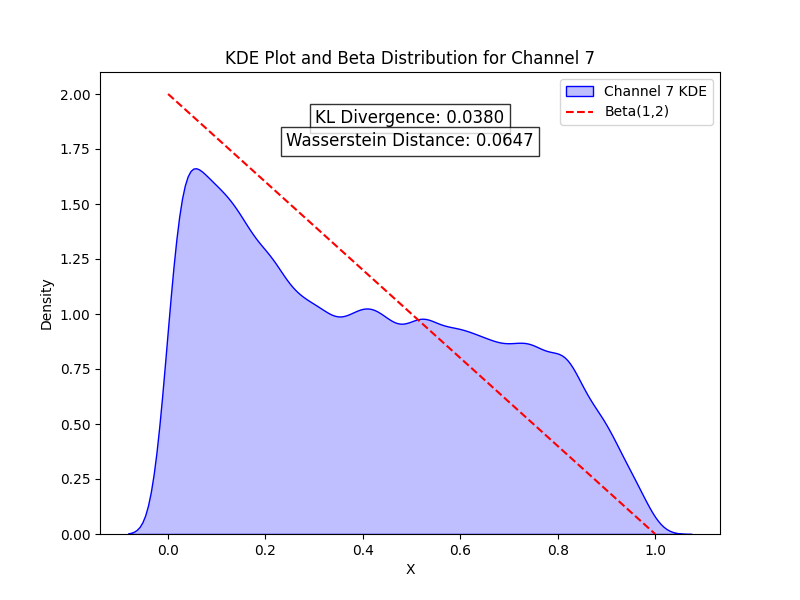 KDE Plot and Beta Distribution for Channel 7
Channel 7 KDE
Beta(1,2)
KL Divergence: 0.0380
Wasserstein Distance: 0.0647
Density
2.00
1.75
1.50
1.25
1.00
0.75
0.50
0.25
0.00
0.0 0.2 0.4 0.6 0.8 1.0
X